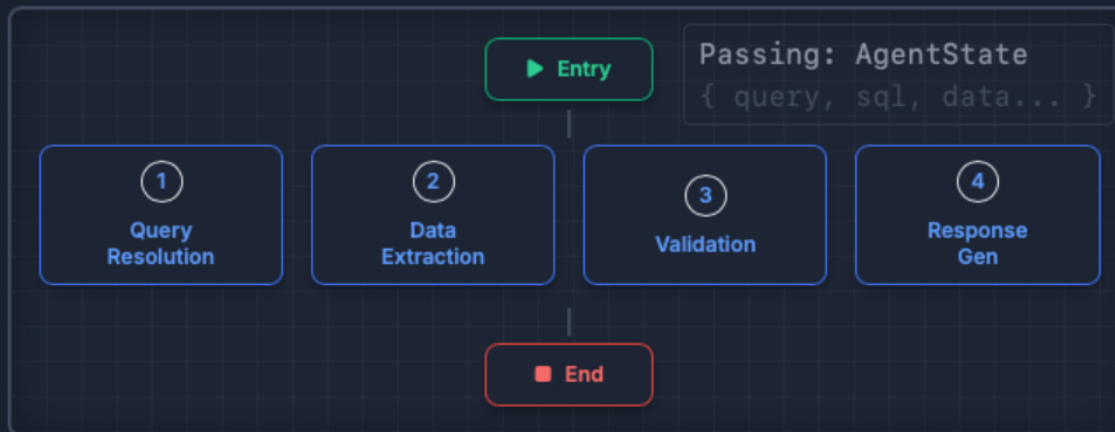 Entry
Passing: AgentState
{ query, sql, data... }
1
Query
Resolution
2
Data
Extraction
3
Validation
4
Response
Gen
End